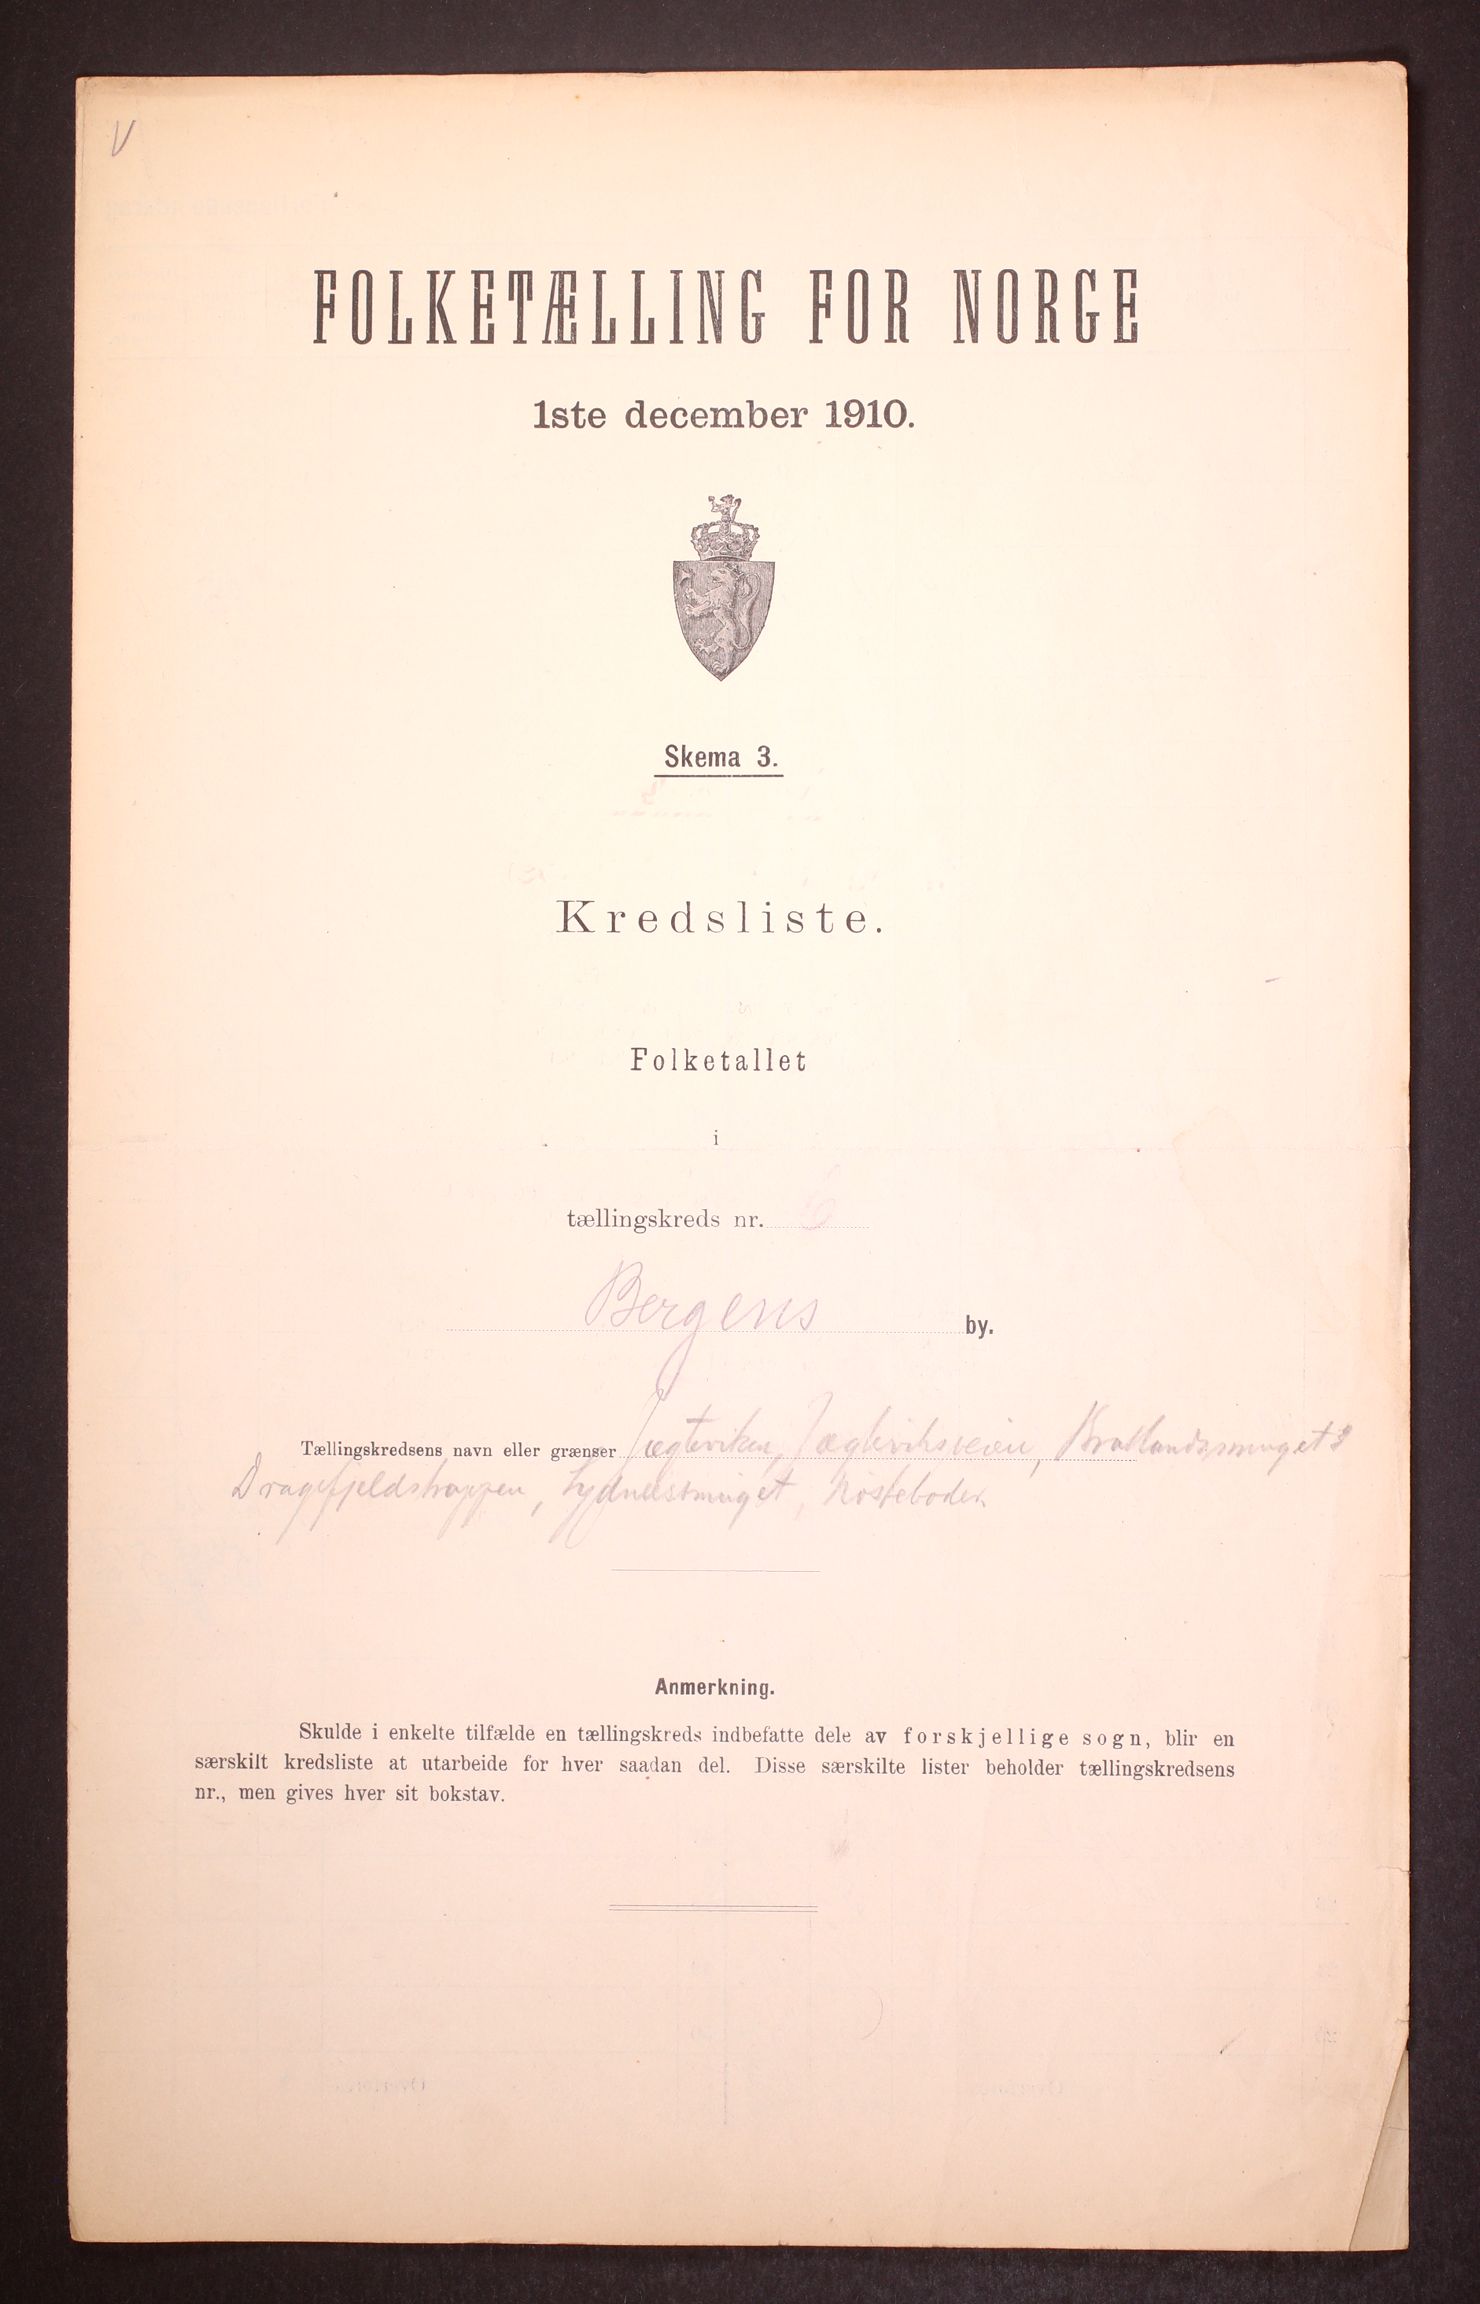 V
FOLKETÆLLING FOR NORGE
1ste december 1910.
Skema 3.
Kredsliste.
Folketallet
i
tællingskreds nr. 6
Bergens by.
Tællingskredsens navn eller grænser Jægteviken, Jægteviksveien,
Dragefjeldstrappen, Lydnessmuget, Nøsteboder
Anmerkning.
Skulde i enkelte tilfælde en tællingskreds indbefatte dele av forskjellige sogn, blir en
særskilt kredsliste at utarbeide for hver saadan del. Disse særskilte lister beholder tællingskredsens
nr., men gives hver sit bokstav.